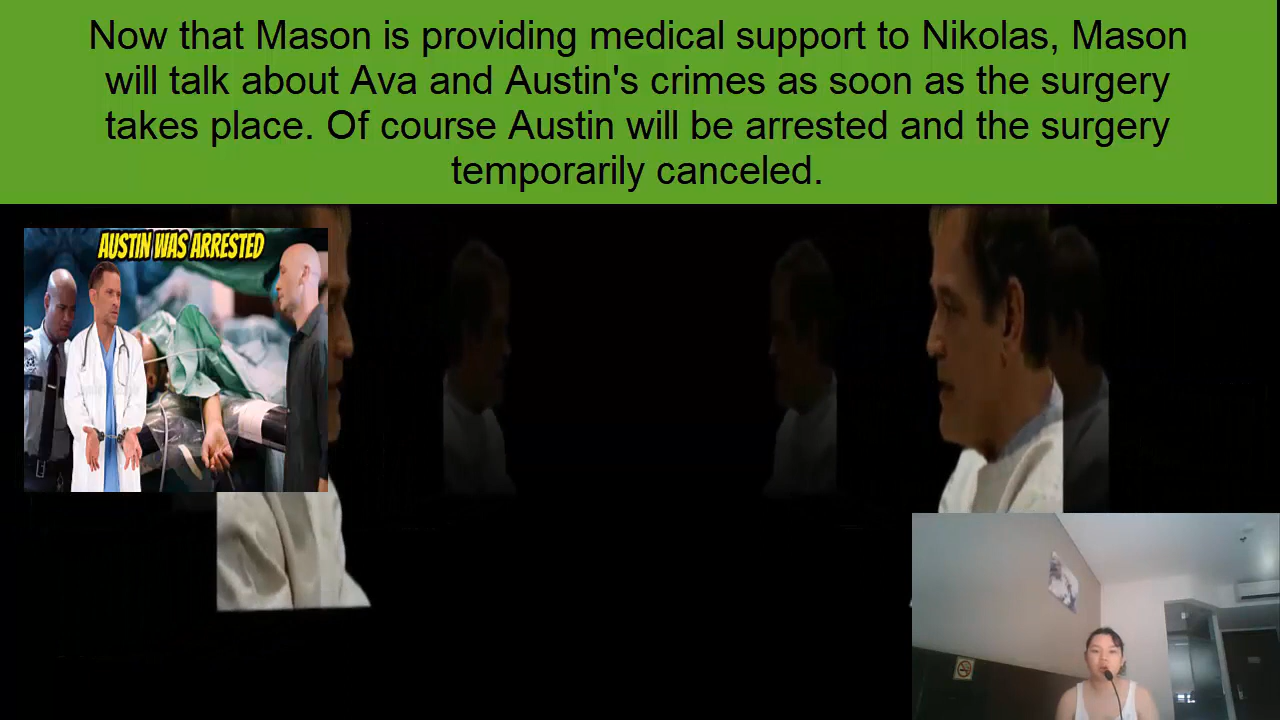 Now that Mason is providing medical support to Nikolas, Mason
will talk about Ava and Austin's crimes as soon as the surgery
takes place. Of course Austin will be arrested and the surgery
temporarily canceled.
AUSTIN WAS ARRESTED